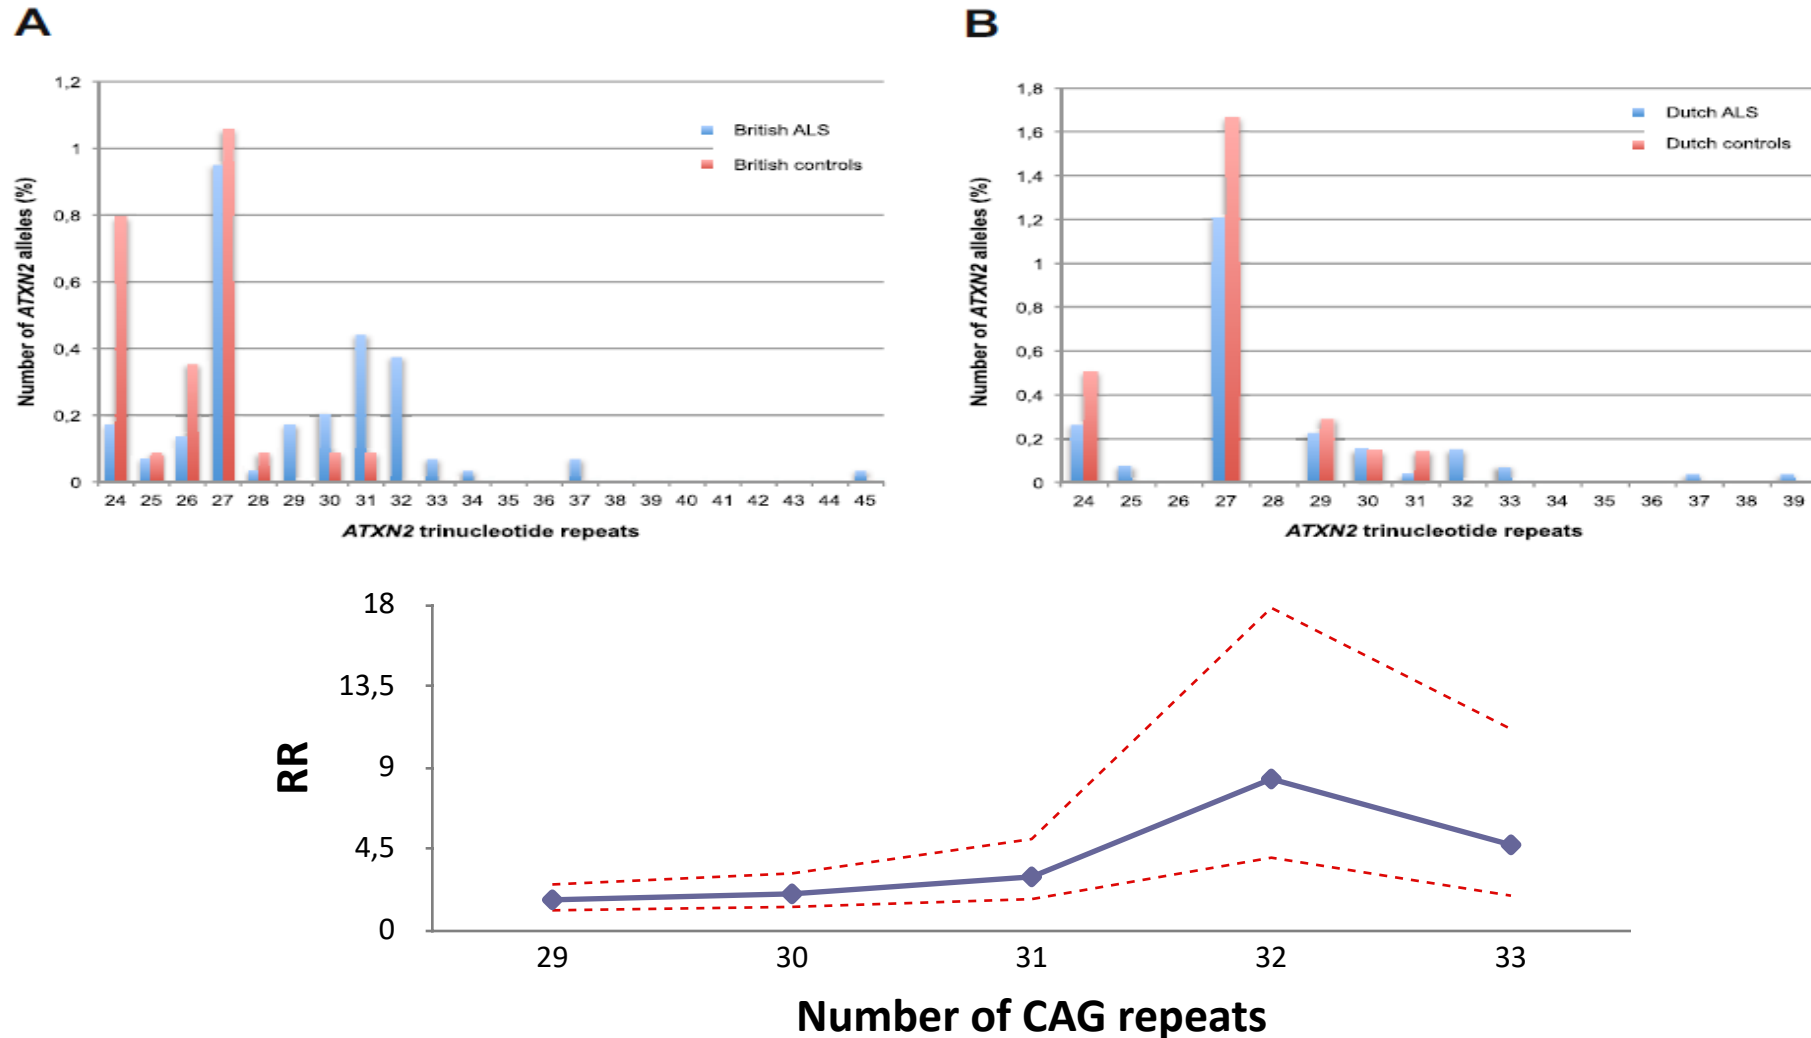 A
1,2
1
0,8
0,6
0,4
0,2
0
Number of ATXN2 alleles (%)
British ALS
British controls
24 25 26 27 28 29 30 31 32 33 34 35 36 37 38 39 40 41 42 43 44 45
ATXN2 trinucleotide repeats
B
1,8
1,6
1,4
1,2
1
0,8
0,6
0,4
0,2
0
Number of ATXN2 alleles (%)
Dutch ALS
Dutch controls
24 25 26 27 28 29 30 31 32 33 34 35 36 37 38 39
ATXN2 trinucleotide repeats
18
13,5
9
4,5
0
RR
29 30 31 32 33
Number of CAG repeats